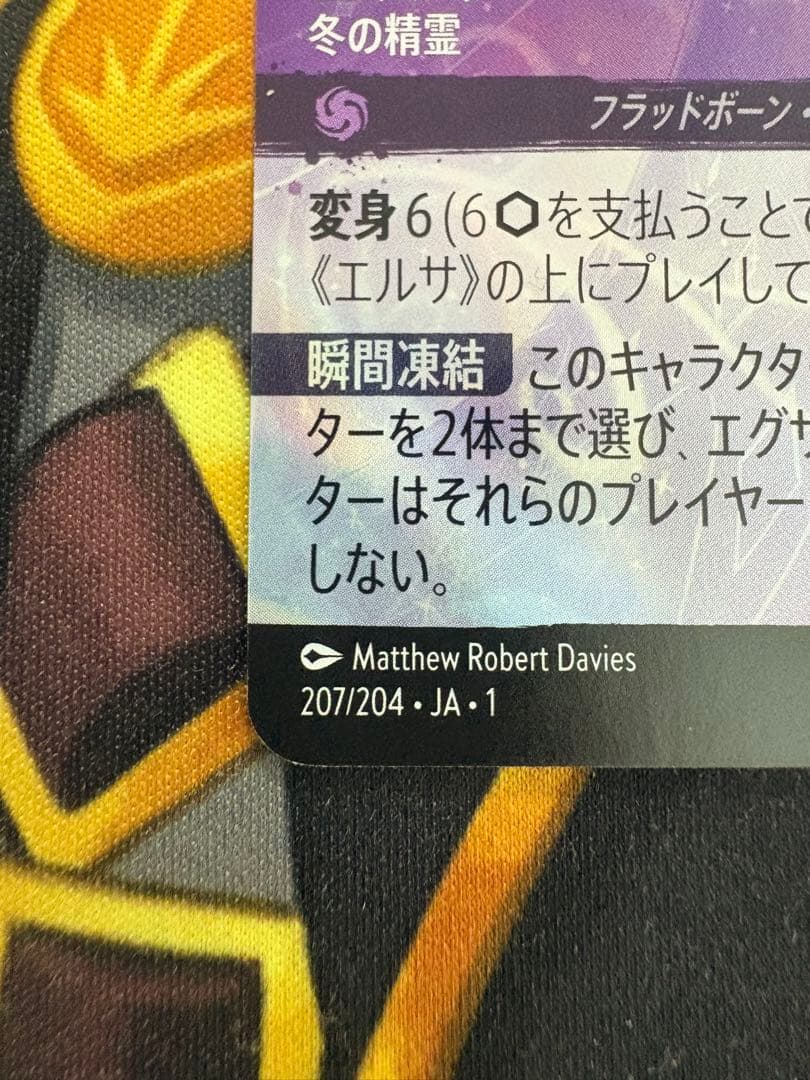 冬の精霊
フラッドボーン •
変身 6 (6⬡を支払うことで
《エルサ》の上にプレイして
瞬間凍結 このキャラクタ
ターを2体まで選び、エグザ
ターはそれらのプレイヤー
しない。
Matthew Robert Davies
207/204 • JA • 1